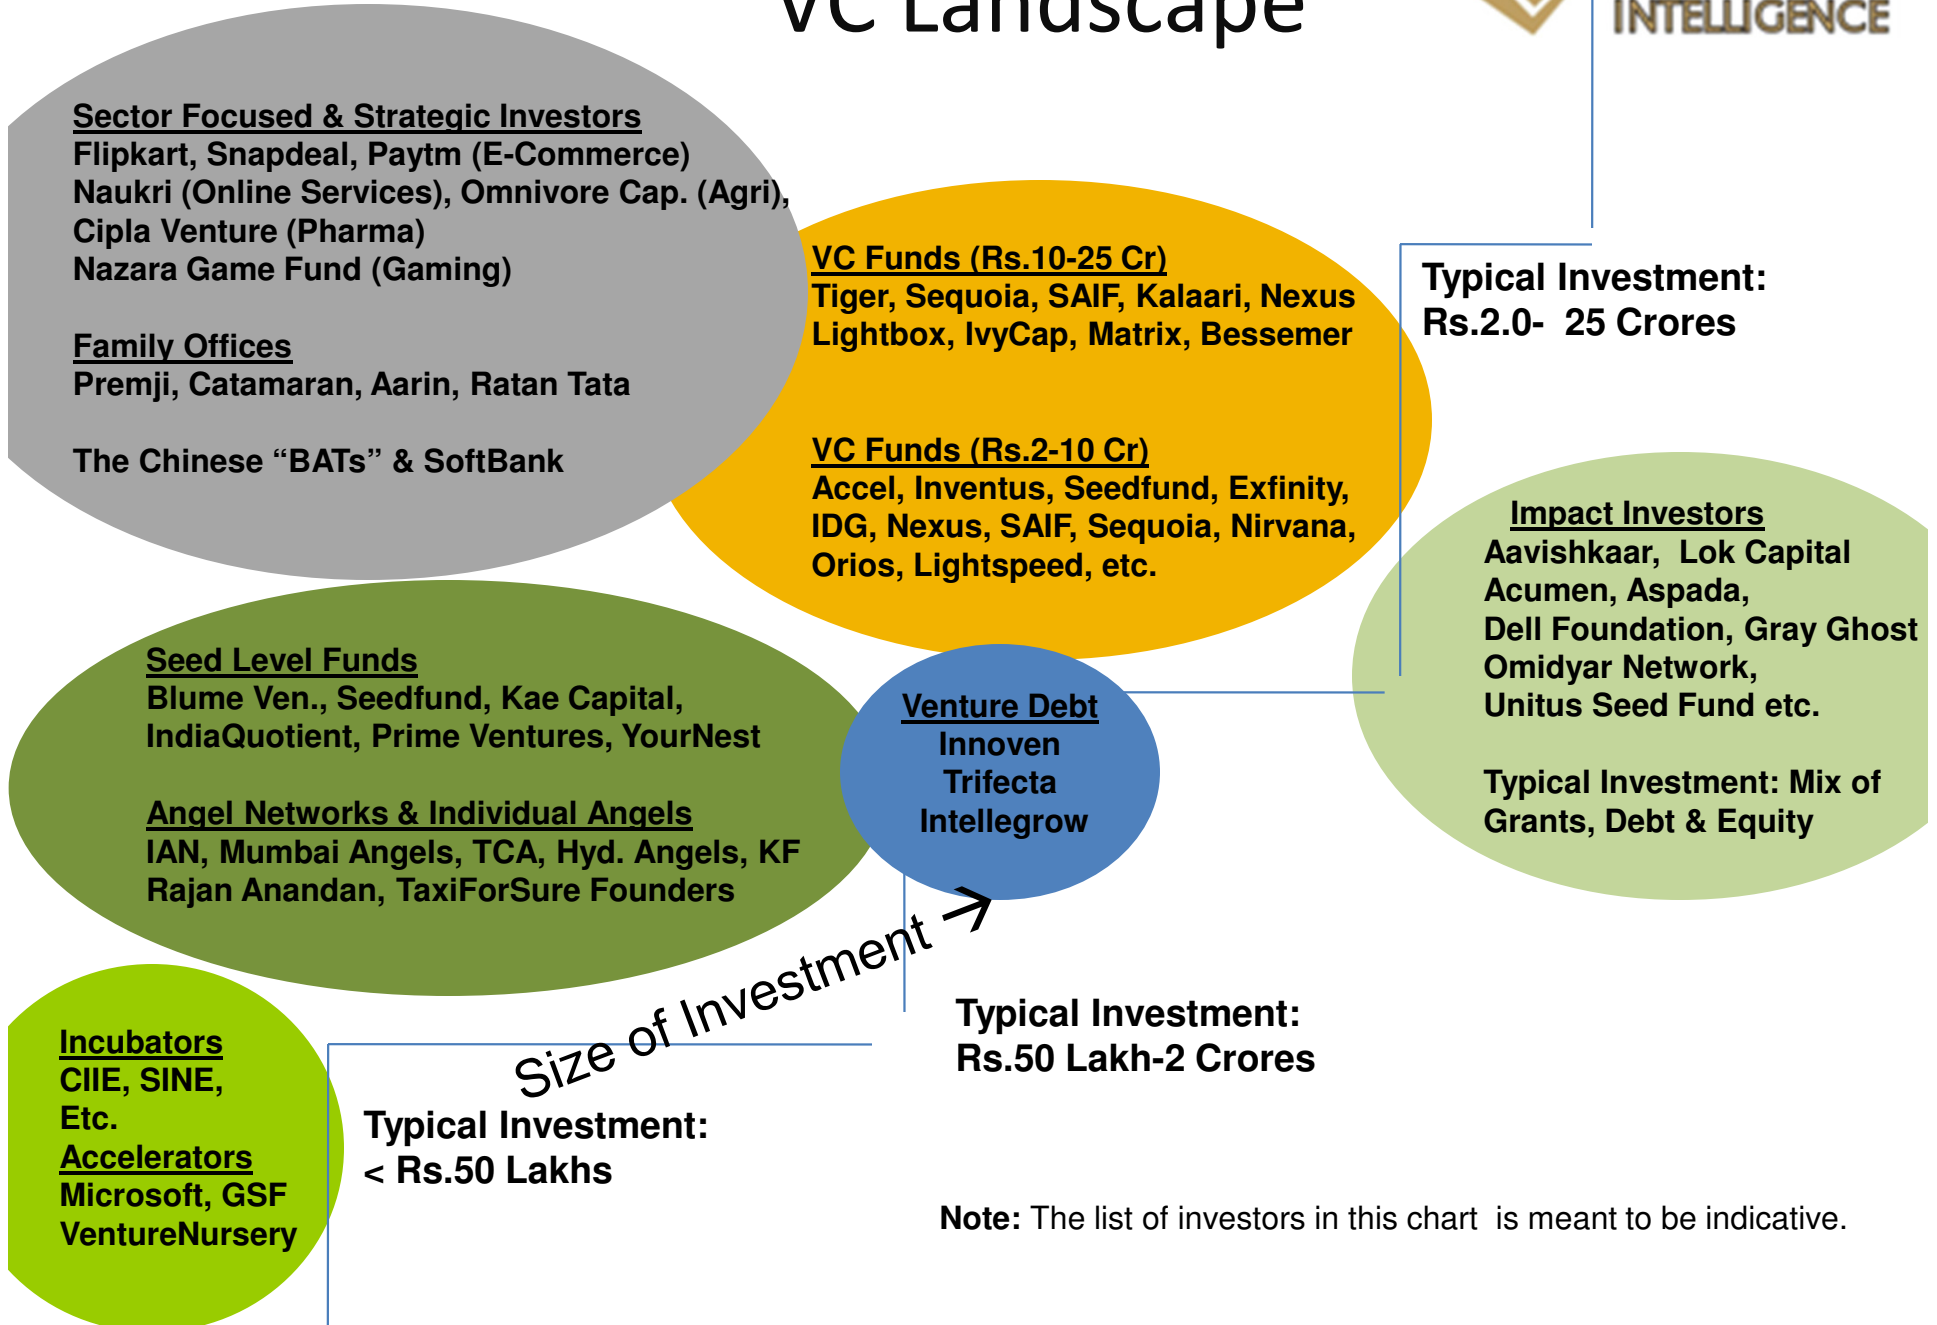 VC Landscape
INTELLIGENCE
Sector Focused & Strategic Investors
Flipkart, Snapdeal, Paytm (E-Commerce)
Naukri (Online Services), Omnivore Cap. (Agri),
Cipla Venture (Pharma)
Nazara Game Fund (Gaming)
Family Offices
Premji, Catamaran, Aarin, Ratan Tata
The Chinese “BATs” & SoftBank
VC Funds (Rs.10-25 Cr)
Tiger, Sequoia, SAIF, Kalaari, Nexus
Lightbox, IvyCap, Matrix, Bessemer
VC Funds (Rs.2-10 Cr)
Accel, Inventus, Seedfund, Exfinity,
IDG, Nexus, SAIF, Sequoia, Nirvana,
Orios, Lightspeed, etc.
Typical Investment:
Rs.2.0- 25 Crores
Impact Investors
Aavishkaar, Lok Capital
Acumen, Aspada,
Dell Foundation, Gray Ghost
Omidyar Network,
Unitus Seed Fund etc.
Typical Investment: Mix of
Grants, Debt & Equity
Seed Level Funds
Blume Ven., Seedfund, Kae Capital,
IndiaQuotient, Prime Ventures, YourNest
Angel Networks & Individual Angels
IAN, Mumbai Angels, TCA, Hyd. Angels, KF
Rajan Anandan, TaxiForSure Founders
Venture Debt
Innoven
Trifecta
Intellegrow
Size of Investment →
Typical Investment:
Rs.50 Lakh-2 Crores
Incubators
CIIE, SINE,
Etc.
Accelerators
Microsoft, GSF
VentureNursery
Typical Investment:
< Rs.50 Lakhs
Note: The list of investors in this chart is meant to be indicative.